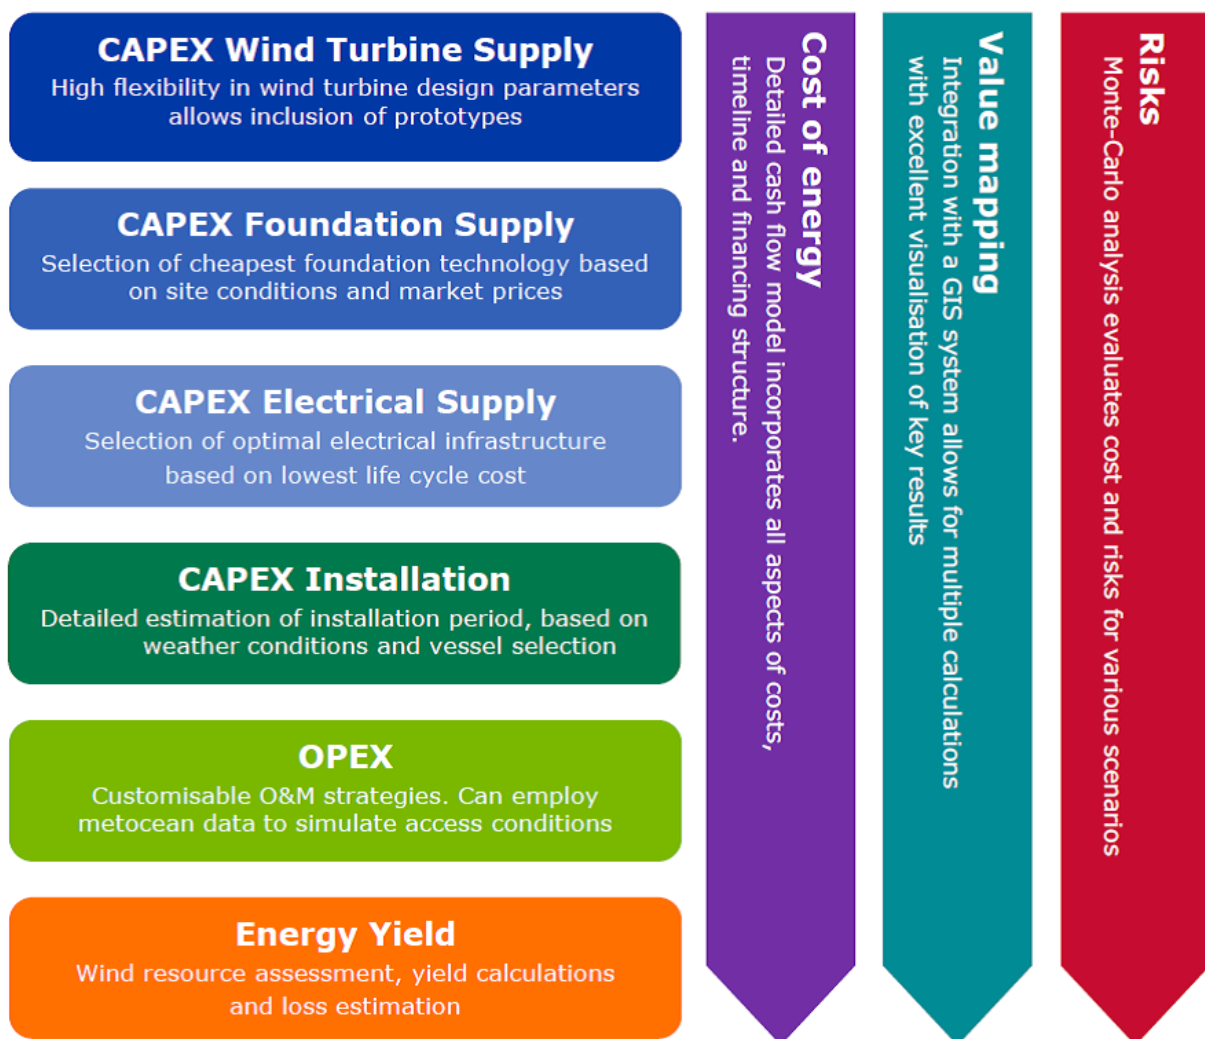 CAPEX Wind Turbine Supply
High flexibility in wind turbine design parameters
allows inclusion of prototypes
CAPEX Foundation Supply
Selection of cheapest foundation technology based
on site conditions and market prices
CAPEX Electrical Supply
Selection of optimal electrical infrastructure
based on lowest life cycle cost
CAPEX Installation
Detailed estimation of installation period, based on
weather conditions and vessel selection
OPEX
Customisable O&M strategies. Can employ
metocean data to simulate access conditions
Energy Yield
Wind resource assessment, yield calculations
and loss estimation
Cost of energy
Detailed cash flow model incorporates all aspects of costs,
timeline and financing structure.
Value mapping
Integration with a GIS system allows for multiple calculations
with excellent visualisation of key results
Risks
Monte-Carlo analysis evaluates cost and risks for various scenarios